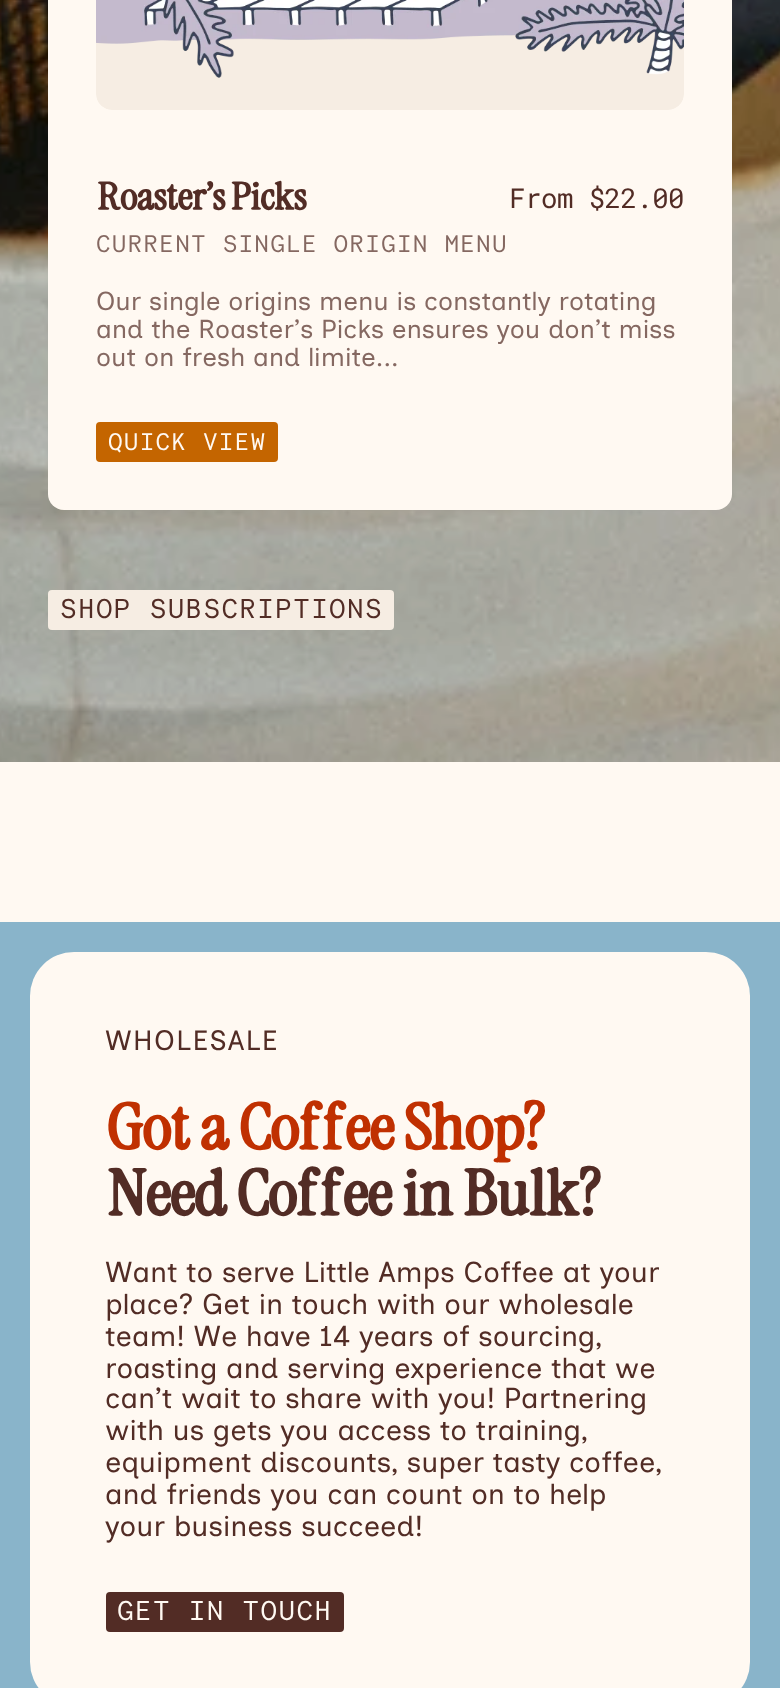 Roaster’s Picks
From $22.00
CURRENT SINGLE ORIGIN MENU
Our single origins menu is constantly rotating
and the Roaster’s Picks ensures you don’t miss
out on fresh and limite...
QUICK VIEW
SHOP SUBSCRIPTIONS
WHOLESALE
Got a Coffee Shop?
Need Coffee in Bulk?
Want to serve Little Amps Coffee at your
place? Get in touch with our wholesale
team! We have 14 years of sourcing,
roasting and serving experience that we
can’t wait to share with you! Partnering
with us gets you access to training,
equipment discounts, super tasty coffee,
and friends you can count on to help
your business succeed!
GET IN TOUCH